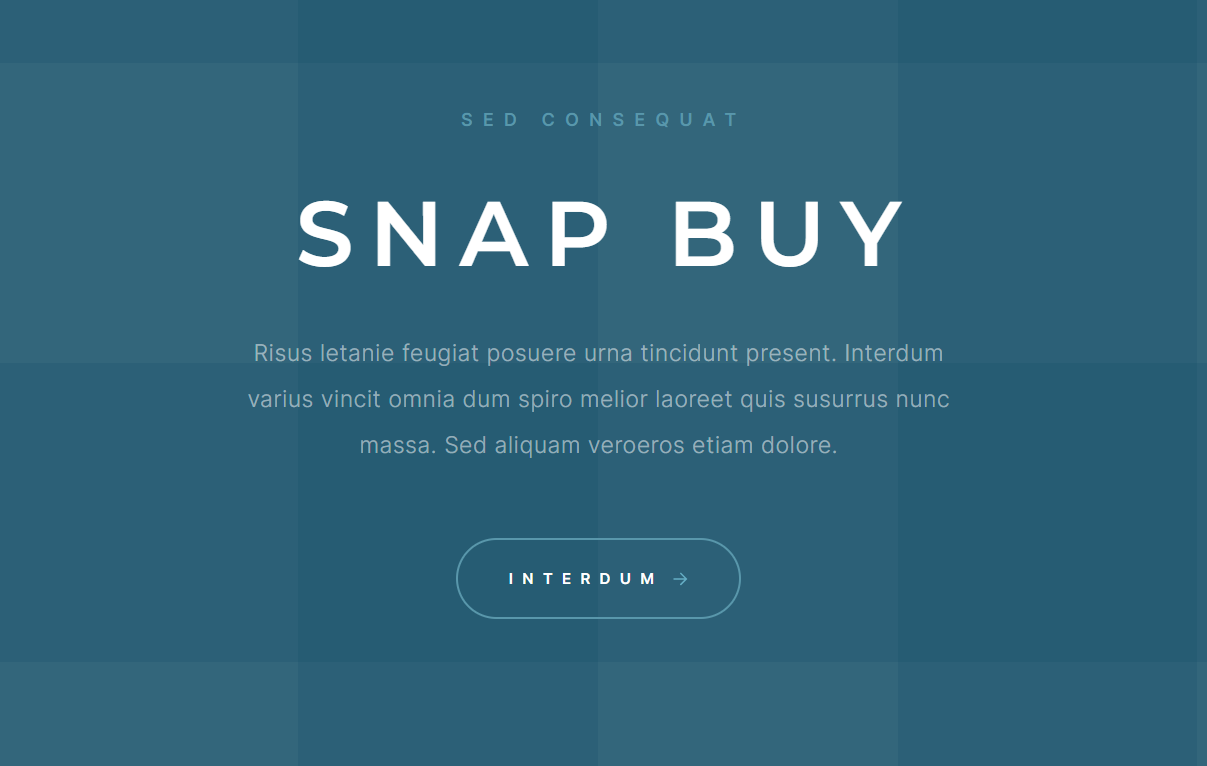 SED CONSEQUAT
SNAP BUY
Risus letanie feugiat posuere urna tincidunt present. Interdum
varius vincit omnia dum spiro melior laoreet quis susurrus nunc
massa. Sed aliquam veroeros etiam dolore.
INTERDUM →